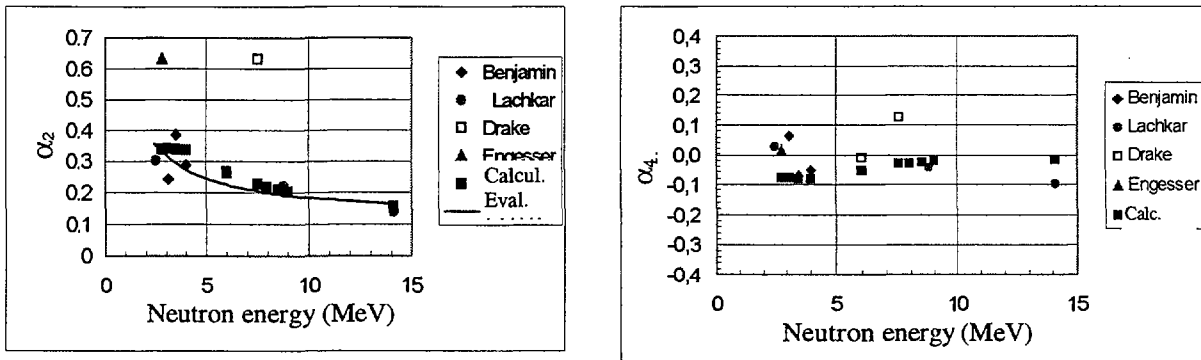 0.7
0.6
0.5
0.4
0.3
0.2
0.1
0
α2
0 5 10 15
Neutron energy (MeV)
Benjamin
Lachkar
Drake
Engesser
Calcul.
Eval.
0,4
0,3
0,2
0,1
0,0
-0,1
-0,2
-0,3
-0,4
α4.
0 5 10 15
Neutron energy (MeV)
Benjamin
Lachkar
Drake
Engesser
Calc.